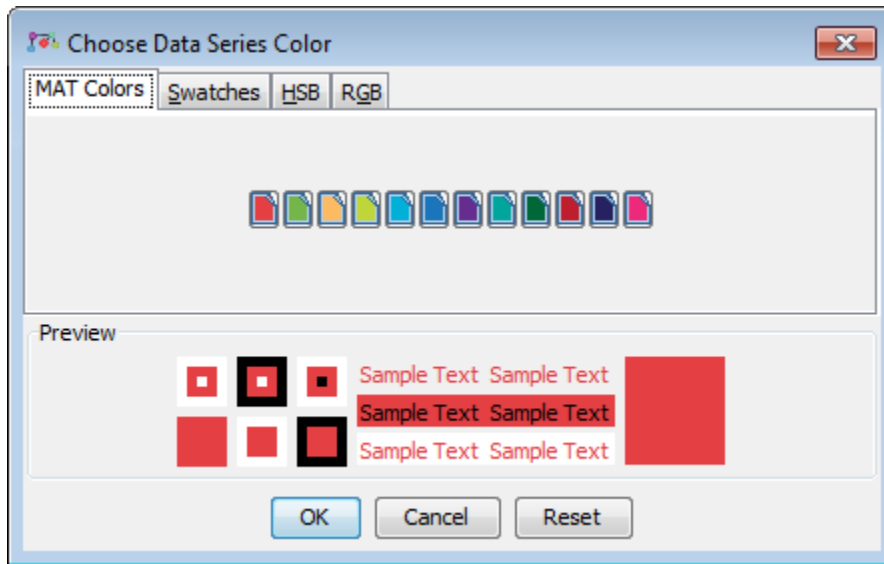 Choose Data Series Color
MAT Colors Swatches HSB RGB
Preview
Sample Text Sample Text
Sample Text Sample Text
Sample Text Sample Text
OK Cancel Reset